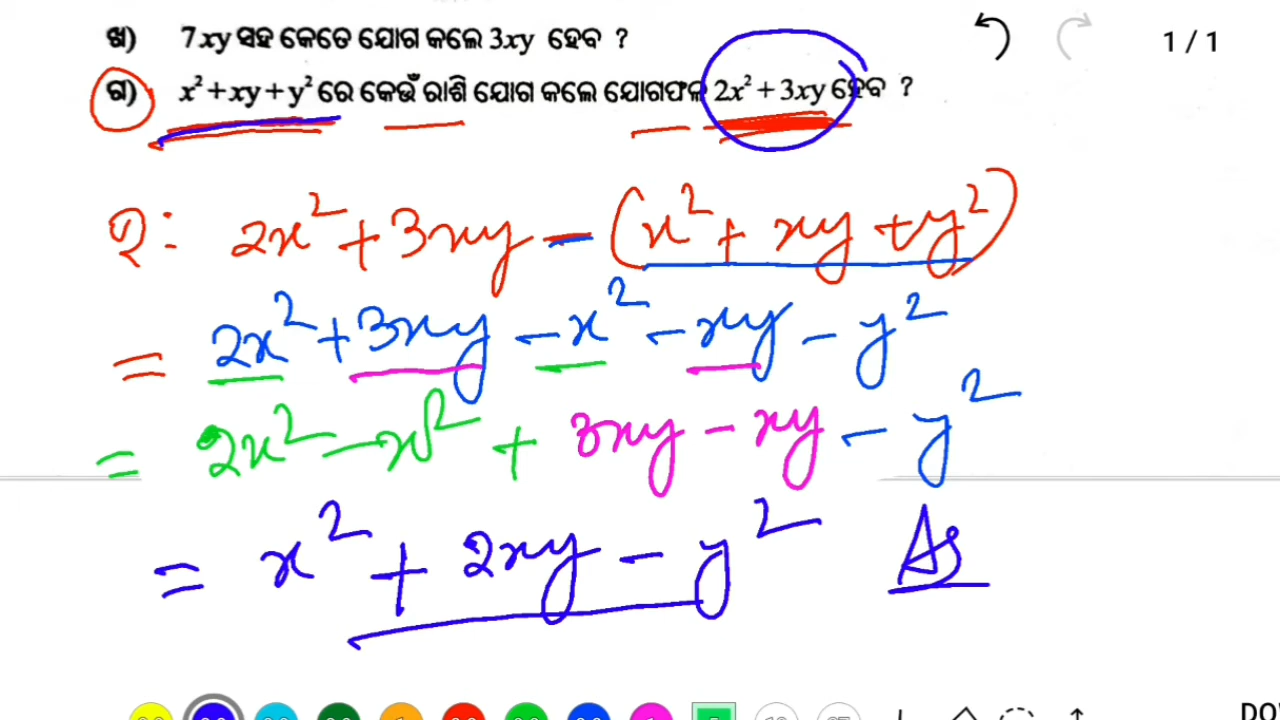 ଖ) 7xy ସହ କେତେ ଯୋଗ କଲେ 3xy ହେବ ?
1 / 1
ଗ) x² + xy + y² ରେ କେଉଁ ରାଶି ଯୋଗ କଲେ ଯୋଗଫଳ 2x² + 3xy ହେବ ?
2x² + 3xy - (x² + xy + y²)
= 2x² + 3xy - x² - xy - y²
= 2x² - x² + 3xy - xy - y²
= x² + 2xy - y² As